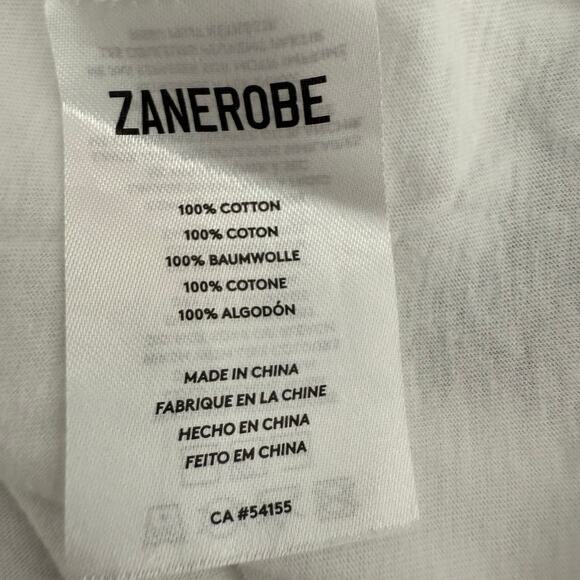 ZANEROBE
100% COTTON
100% COTON
100% BAUMWOLLE
100% COTONE
100% ALGODÓN
MADE IN CHINA
FABRIQUE EN LA CHINE
HECHO EN CHINA
FEITO EM CHINA
CA #54155